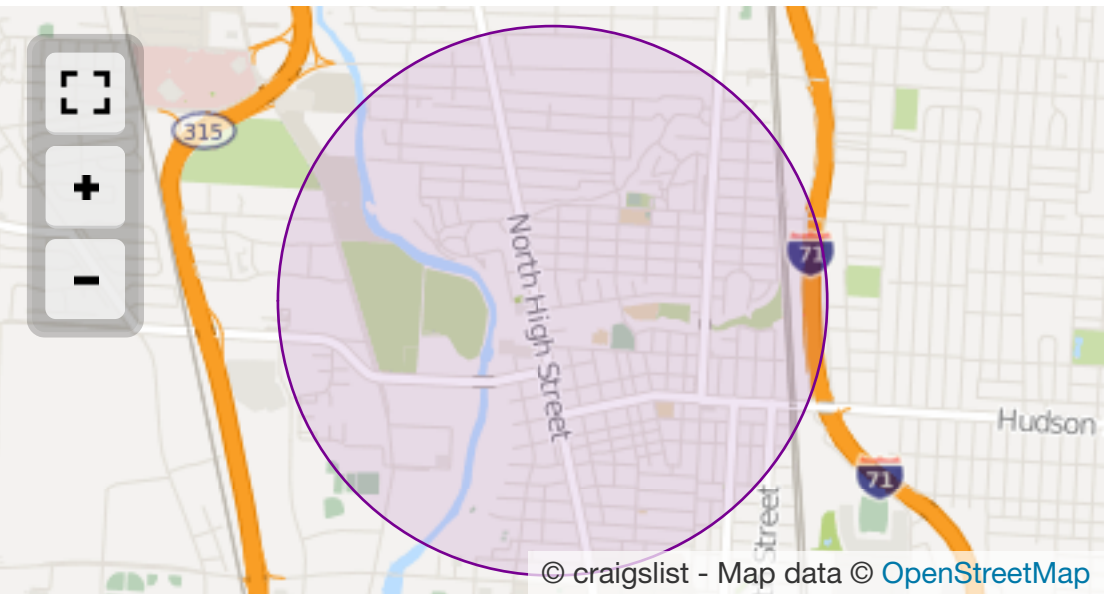 315
North High Street
71
Hudson
71
Street
© craigslist - Map data © OpenStreetMap